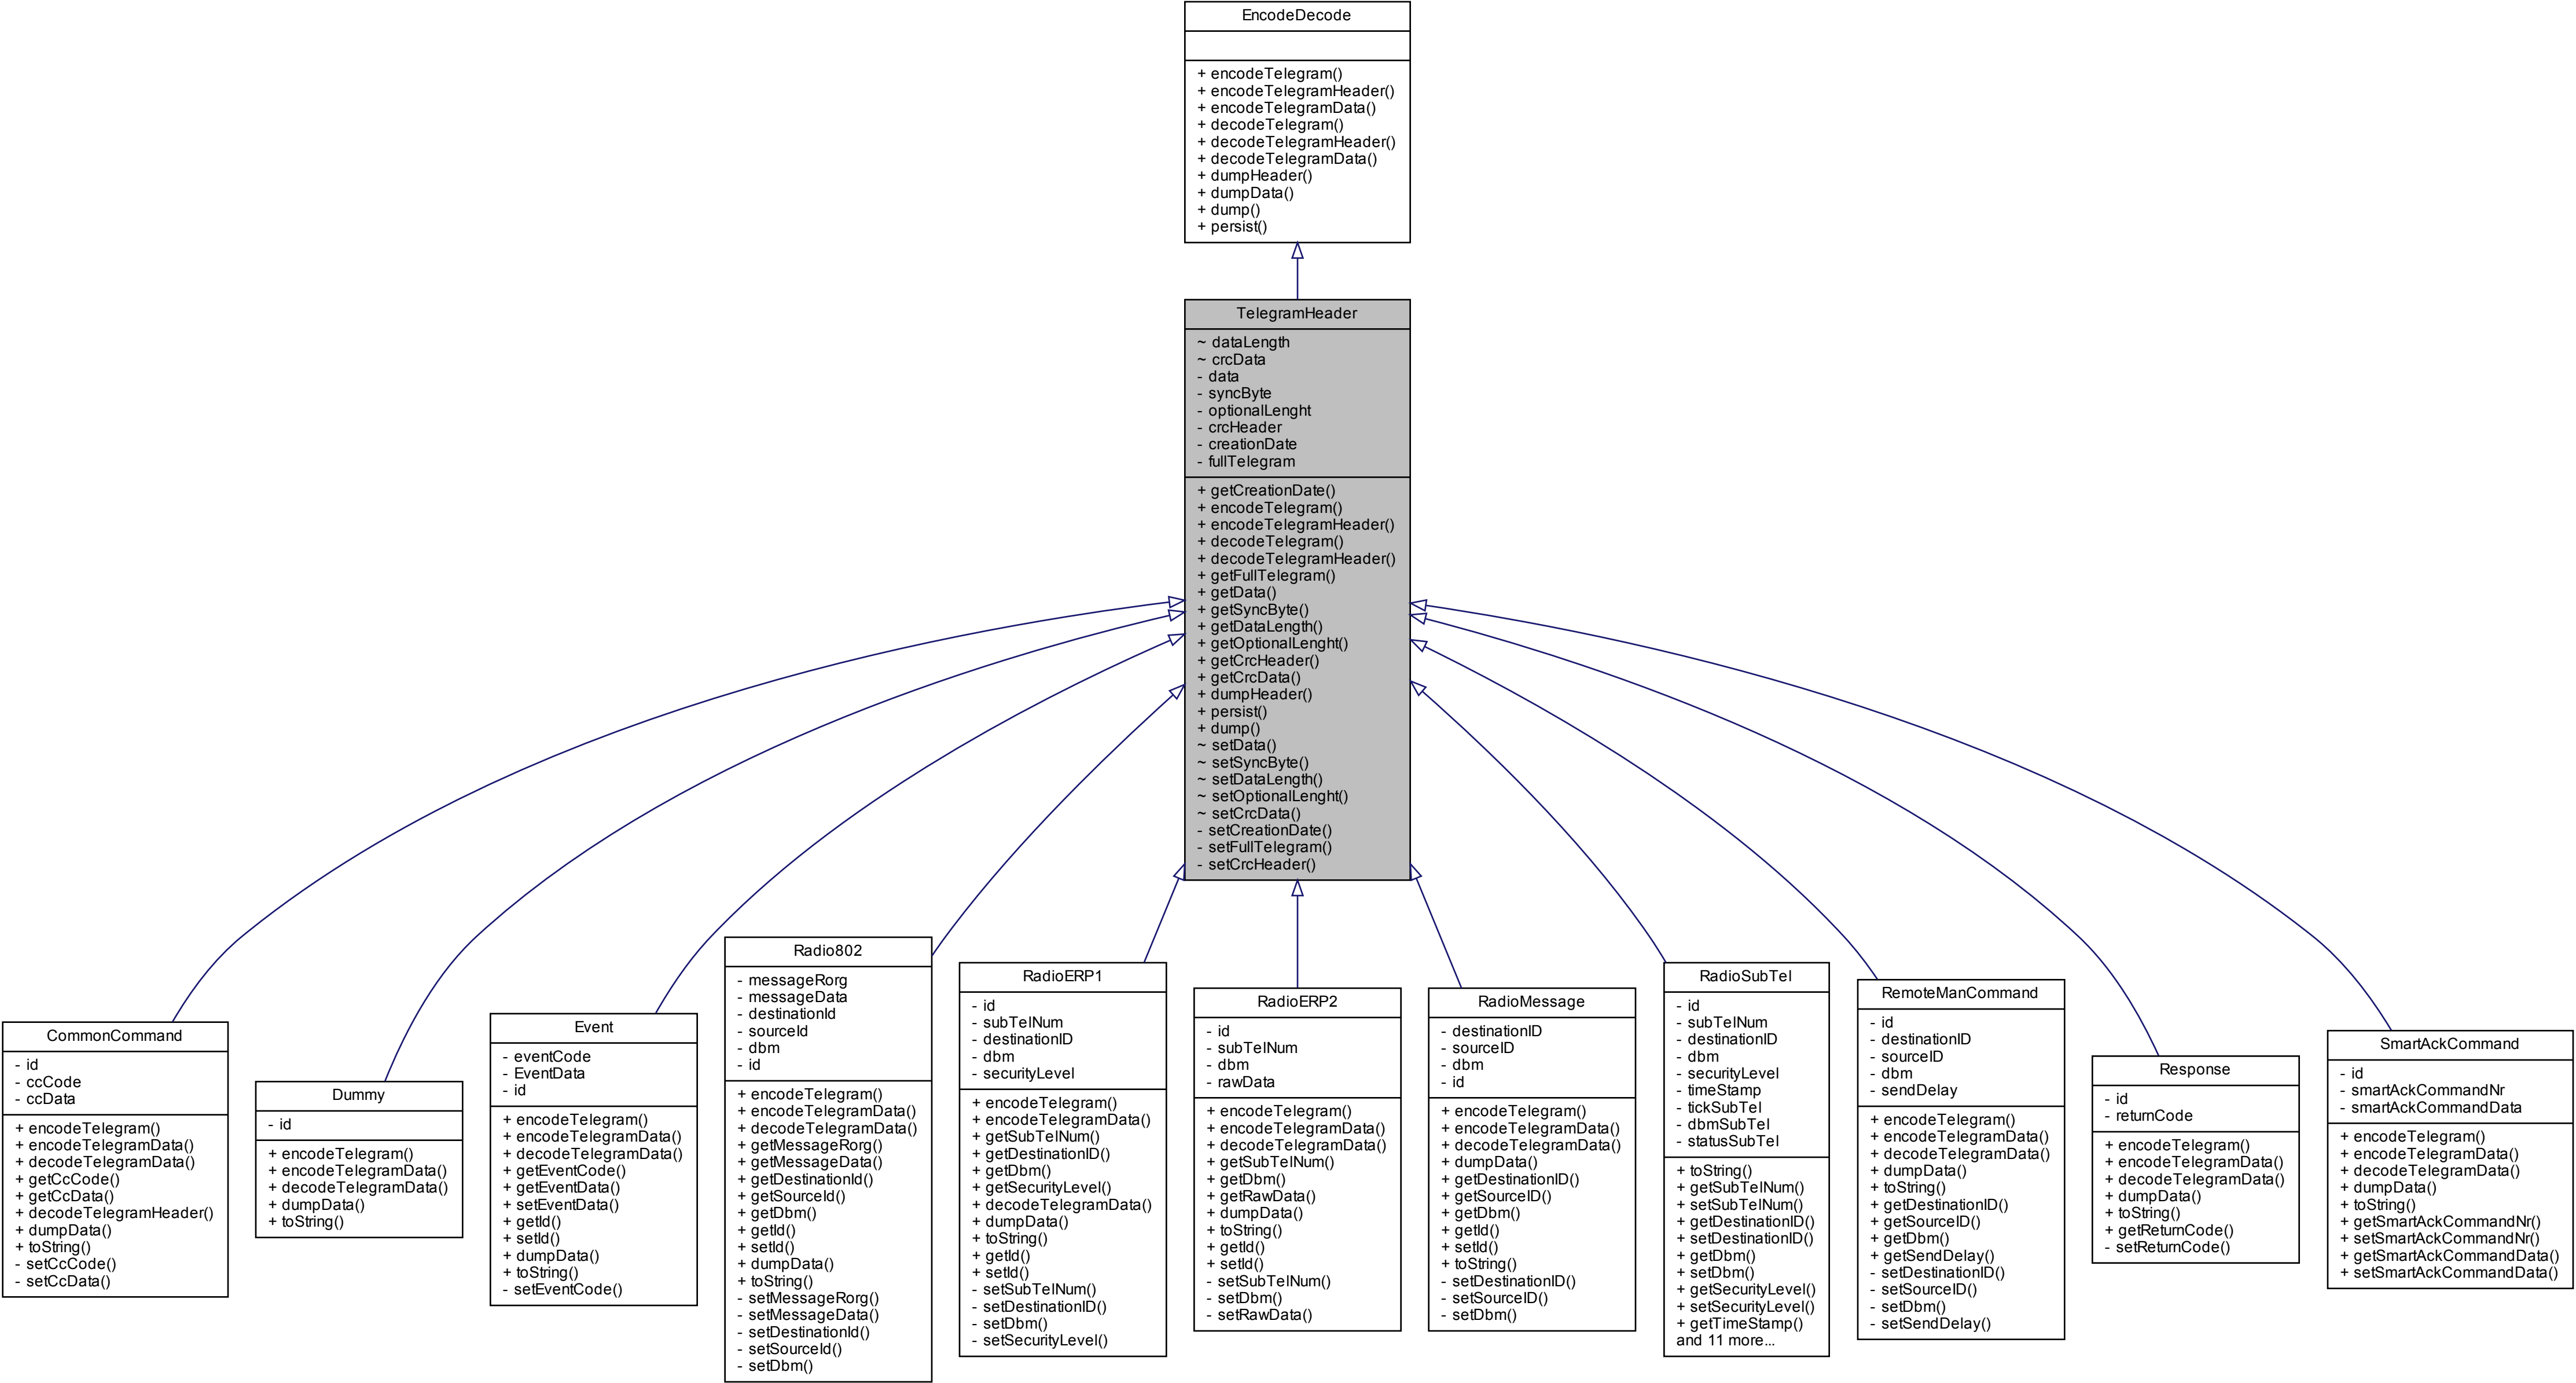 EncodeDecode
+ encodeTelegram()
+ encodeTelegramHeader()
+ encodeTelegramData()
+ decodeTelegram()
+ decodeTelegramHeader()
+ decodeTelegramData()
+ dumpHeader()
+ dumpData()
+ dump()
+ persist()
TelegramHeader
~ dataLength
~ crcData
- data
- syncByte
- optionalLenght
- crcHeader
- creationDate
- fullTelegram
+ getCreationDate()
+ encodeTelegram()
+ encodeTelegramHeader()
+ decodeTelegram()
+ decodeTelegramHeader()
+ getFullTelegram()
+ getData()
+ getSyncByte()
+ getDataLength()
+ getOptionalLenght()
+ getCrcHeader()
+ getCrcData()
+ dumpHeader()
+ persist()
+ dump()
~ setData()
~ setSyncByte()
~ setDataLength()
~ setOptionalLenght()
~ setCrcData()
- setCreationDate()
- setFullTelegram()
- setCrcHeader()
CommonCommand
- id
- ccCode
- ccData
+ encodeTelegram()
+ encodeTelegramData()
+ decodeTelegramData()
+ getCcCode()
+ getCcData()
+ decodeTelegramHeader()
+ dumpData()
+ toString()
- setCcCode()
- setCcData()
Dummy
- id
+ encodeTelegram()
+ encodeTelegramData()
+ decodeTelegramData()
+ dumpData()
+ toString()
Event
- eventCode
- EventData
- id
+ encodeTelegram()
+ encodeTelegramData()
+ decodeTelegramData()
+ getEventCode()
+ getEventData()
+ setEventData()
+ getId()
+ setId()
+ dumpData()
+ toString()
- setEventCode()
Radio802
- messageRorg
- messageData
- destinationId
- sourceId
- dbm
- id
+ encodeTelegram()
+ encodeTelegramData()
+ decodeTelegramData()
+ getMessageRorg()
+ getMessageData()
+ getDestinationId()
+ getSourceId()
+ getDbm()
+ getId()
+ setId()
+ dumpData()
+ toString()
- setMessageRorg()
- setMessageData()
- setDestinationId()
- setSourceId()
- setDbm()
RadioERP1
- id
- subTelNum
- destinationID
- dbm
- securityLevel
+ encodeTelegram()
+ encodeTelegramData()
+ getSubTelNum()
+ getDestinationID()
+ getDbm()
+ getSecurityLevel()
+ decodeTelegramData()
+ dumpData()
+ toString()
+ getId()
+ setId()
- setSubTelNum()
- setDestinationID()
- setDbm()
- setSecurityLevel()
RadioERP2
- id
- subTelNum
- dbm
- rawData
+ encodeTelegram()
+ encodeTelegramData()
+ decodeTelegramData()
+ getSubTelNum()
+ getDbm()
+ getRawData()
+ dumpData()
+ toString()
+ getId()
+ setId()
- setSubTelNum()
- setDbm()
- setRawData()
RadioMessage
- destinationID
- sourceID
- dbm
- id
+ encodeTelegram()
+ encodeTelegramData()
+ decodeTelegramData()
+ dumpData()
+ getDestinationID()
+ getSourceID()
+ getDbm()
+ getId()
+ setId()
+ toString()
- setDestinationID()
- setSourceID()
- setDbm()
RadioSubTel
- id
- subTelNum
- destinationID
- dbm
- securityLevel
- timeStamp
- tickSubTel
- dbmSubTel
- statusSubTel
+ toString()
+ getSubTelNum()
+ setSubTelNum()
+ getDestinationID()
+ setDestinationID()
+ getDbm()
+ setDbm()
+ getSecurityLevel()
+ setSecurityLevel()
+ getTimeStamp()
and 11 more...
RemoteManCommand
- id
- destinationID
- sourceID
- dbm
- sendDelay
+ encodeTelegram()
+ encodeTelegramData()
+ decodeTelegramData()
+ dumpData()
+ toString()
+ getDestinationID()
+ getSourceID()
+ getDbm()
+ getSendDelay()
- setDestinationID()
- setSourceID()
- setDbm()
- setSendDelay()
Response
- id
- returnCode
+ encodeTelegram()
+ encodeTelegramData()
+ decodeTelegramData()
+ dumpData()
+ toString()
+ getReturnCode()
- setReturnCode()
SmartAckCommand
- id
- smartAckCommandNr
- smartAckCommandData
+ encodeTelegram()
+ encodeTelegramData()
+ decodeTelegramData()
+ dumpData()
+ toString()
+ getSmartAckCommandNr()
+ setSmartAckCommandNr()
+ getSmartAckCommandData()
+ setSmartAckCommandData()